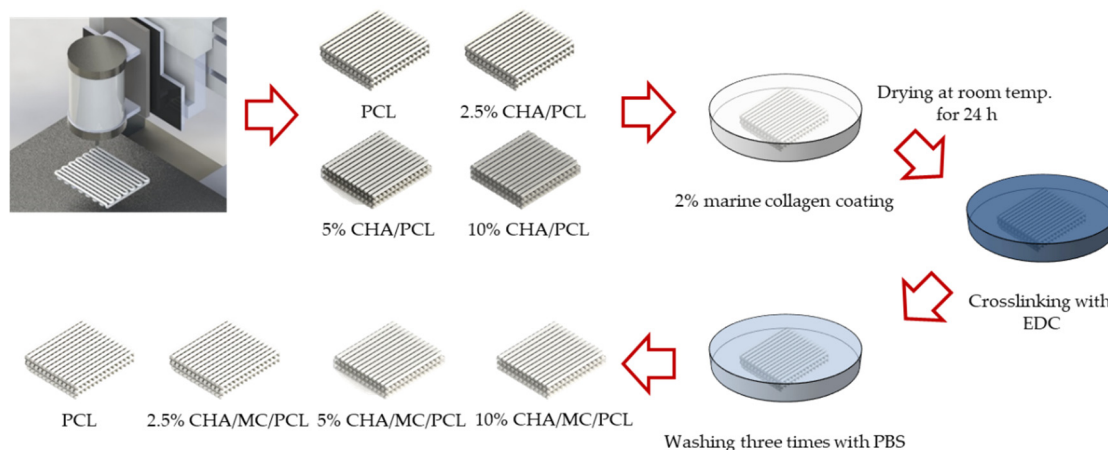 PCL
2.5% CHA/PCL
5% CHA/PCL
10% CHA/PCL
2% marine collagen coating
Drying at room temp.
for 24 h
Crosslinking with
EDC
Washing three times with PBS
PCL
2.5% CHA/MC/PCL
5% CHA/MC/PCL
10% CHA/MC/PCL